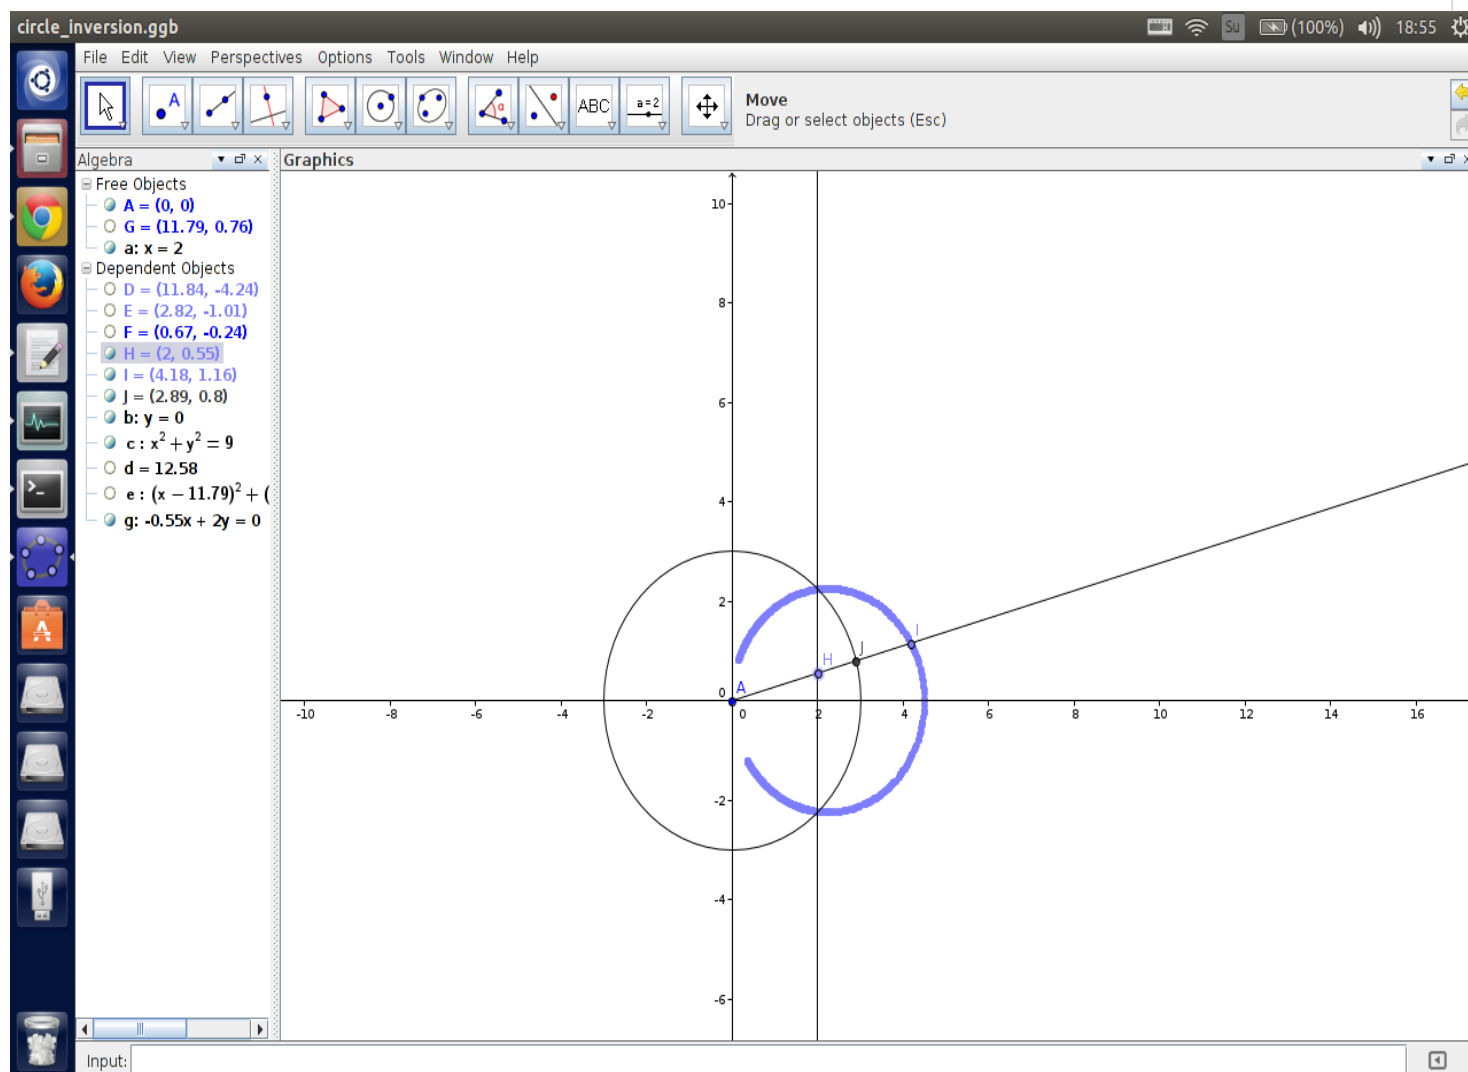 circle_inversion.ggb
Su
(100%)
18:55
File Edit View Perspectives Options Tools Window Help
A
α
ABC
a=2
Move
Drag or select objects (Esc)
Algebra
Graphics
Free Objects
A = (0, 0)
G = (11.79, 0.76)
a: x = 2
Dependent Objects
D = (11.84, -4.24)
E = (2.82, -1.01)
F = (0.67, -0.24)
H = (2, 0.55)
I = (4.18, 1.16)
J = (2.89, 0.8)
b: y = 0
c : x² + y² = 9
d = 12.58
e : (x − 11.79)² + (
g: -0.55x + 2y = 0
10
8
6
4
2
0
-2
-4
-6
-10 -8 -6 -4 -2 0 2 4 6 8 10 12 14 16
A
H
J
I
A
>_
Input: